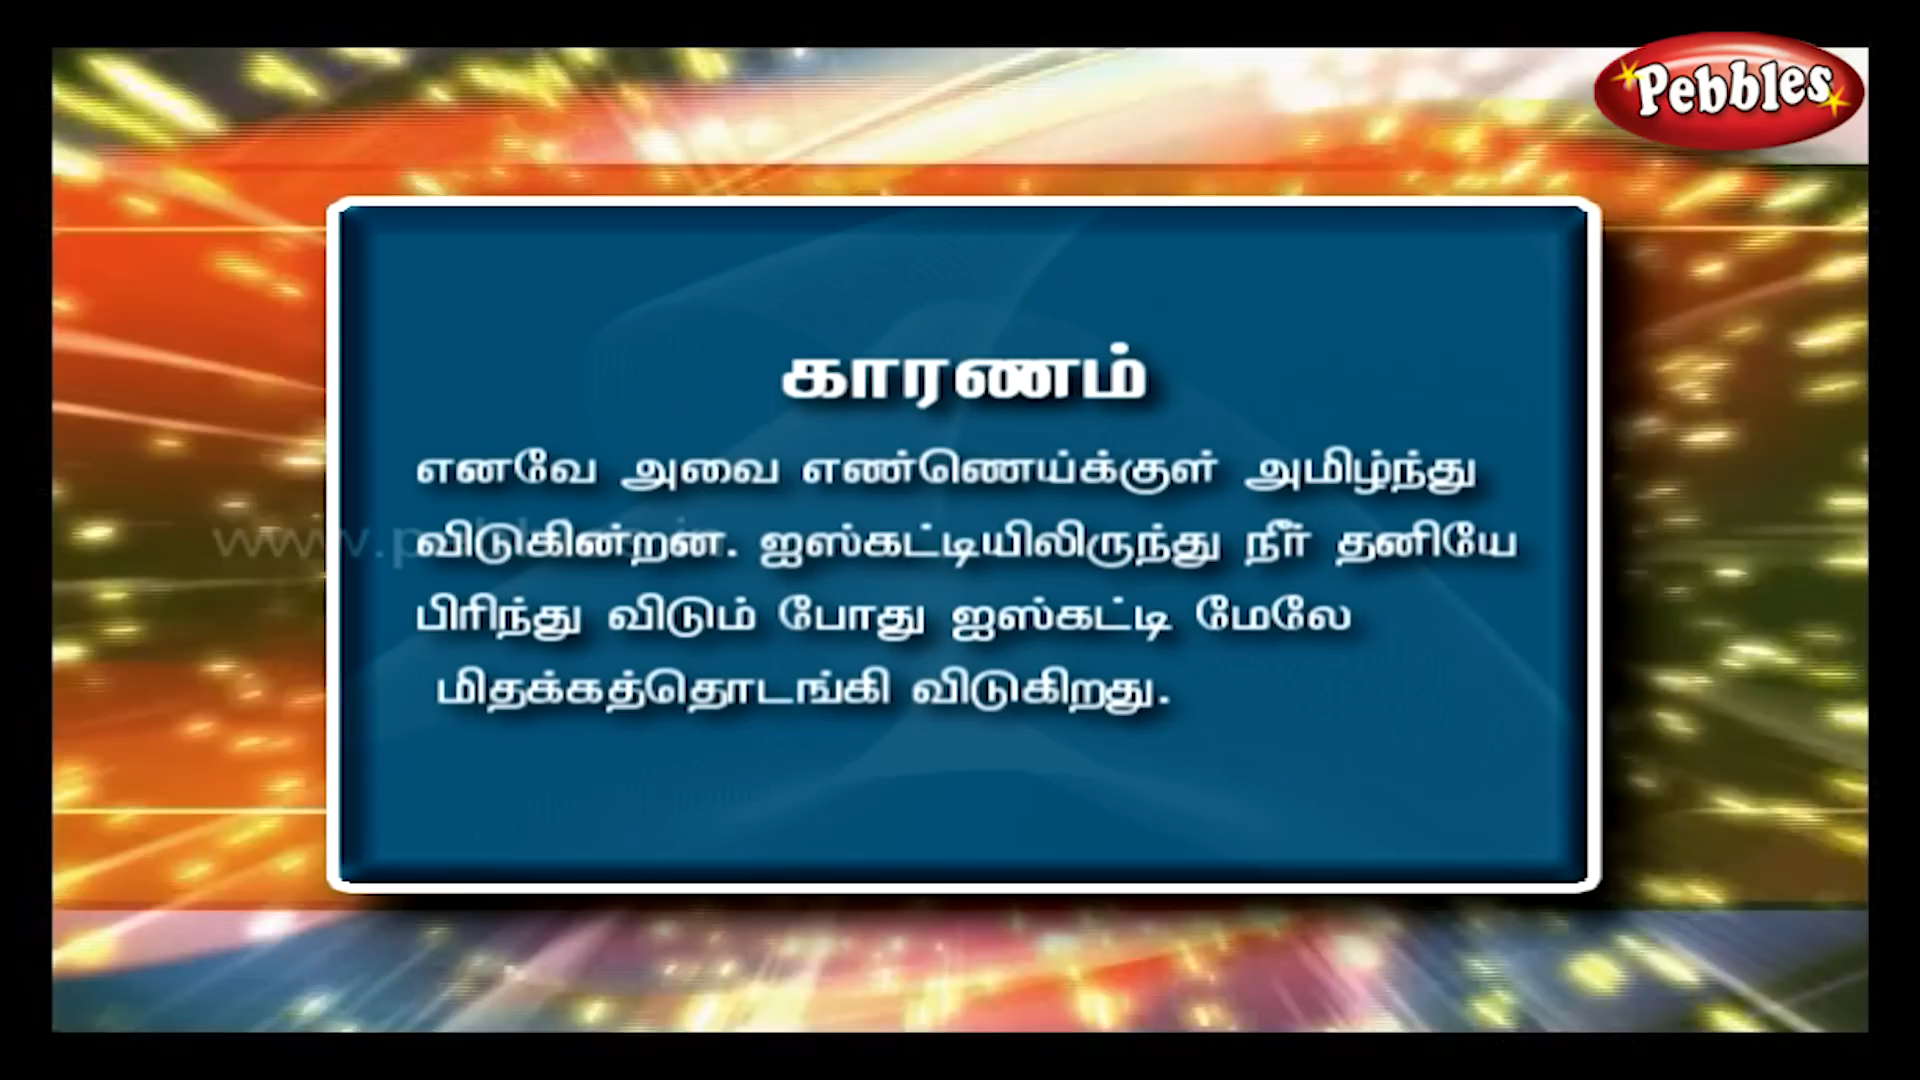 Pebbles
காரணம்
எனவே அவை எண்ணெய்க்குள் அமிழ்ந்து
விடுகின்றன. ஐஸ்கட்டியிலிருந்து நீர் தனியே
பிரிந்து விடும் போது ஐஸ்கட்டி மேலே
மிதக்கத்தொடங்கி விடுகிறது.